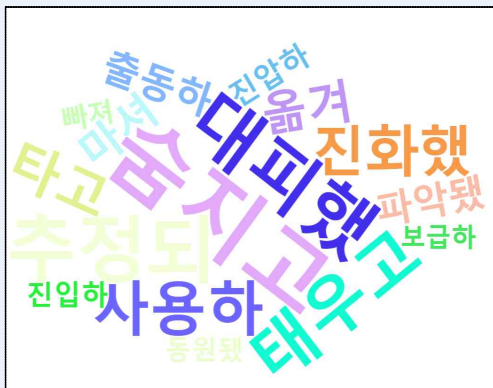 출동하
진압하
빠져
마셔
옮겨
대피했
숨지고
진화했
타고
파악됐
추정되
보급하
진입하
사용하
태우고
동원됐